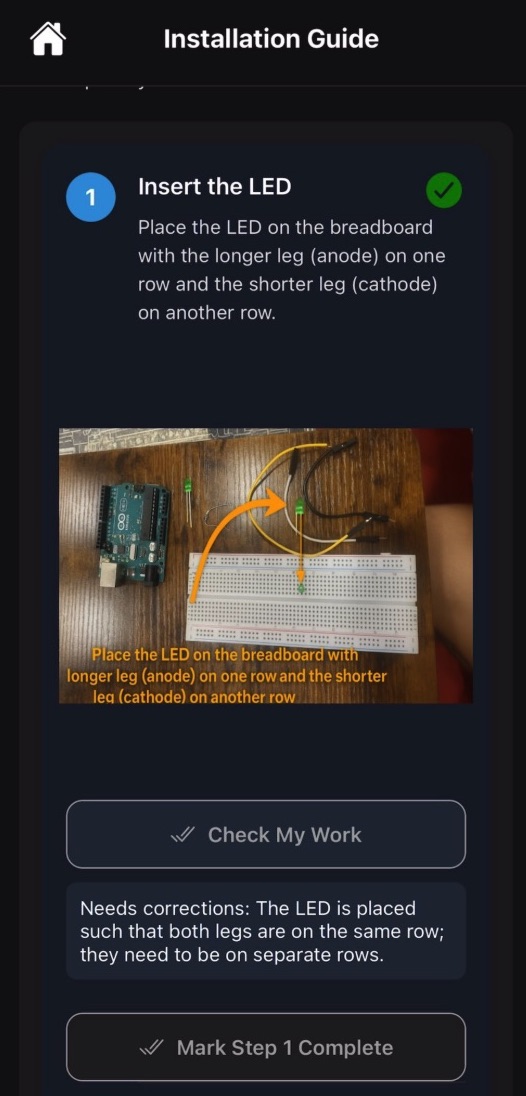 Installation Guide
1
Insert the LED
Place the LED on the breadboard
with the longer leg (anode) on one
row and the shorter leg (cathode)
on another row.
Place the LED on the breadboard with
longer leg (anode) on one row and the shorter
leg (cathode) on another row
Check My Work
Needs corrections: The LED is placed
such that both legs are on the same row;
they need to be on separate rows.
Mark Step 1 Complete